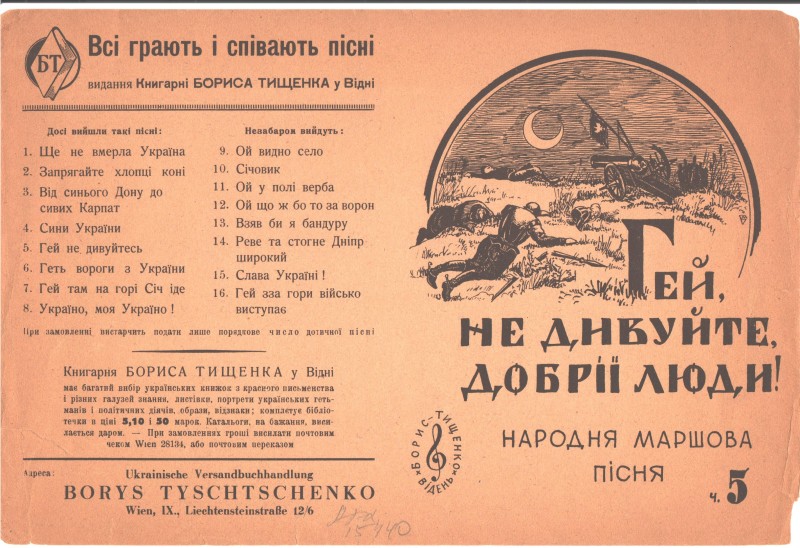 БТ
Всі грають і співають пісні
видання Книгарні БОРИСА ТИЩЕНКА у Відні
Досі вийшли такі пісні:
1. Ще не вмерла Україна
2. Запрягайте хлопці коні
3. Від синього Дону до
сивих Карпат
4. Сини України
5. Гей не дивуйтесь
6. Геть вороги з України
7. Гей там на горі Січ іде
8. Україно, моя Україно !
Незабаром вийдуть:
9. Ой видно село
10. Січовик
11. Ой у полі верба
12. Ой що ж бо то за ворон
13. Взяв би я бандуру
14. Реве та стогне Дніпр
широкий
15. Слава Україні !
16. Гей зза гори військо
виступає
При замовленні вистарчить подати лише порядкове число дотичної пісні
Книгарня БОРИСА ТИЩЕНКА у Відні
має багатий вибір українських книжок з красного письменства
і різних галузей знання, листівки, портрети українських геть-
манів і політичних діячів, образи, відзнаки; комплєтує бібліо-
течки в ціні 5,10 і 50 марок. Катальоги, на бажання, виси-
лається даром. — При замовленнях гроші висилати почтовим
чеком Wien 28134, або почтовим переказом
Адреса:
Ukrainische Versandbuchhandlung
BORYS TYSCHTSCHENKO
Wien, IX., Liechtensteinstraße 12/6
15 440
Гей,
не дивуйте,
добрії люди!
БОРИС-ТИЩЕНКО
ВІДЕНЬ
НАРОДНЯ МАРШОВА
ПІСНЯ
ч. 5